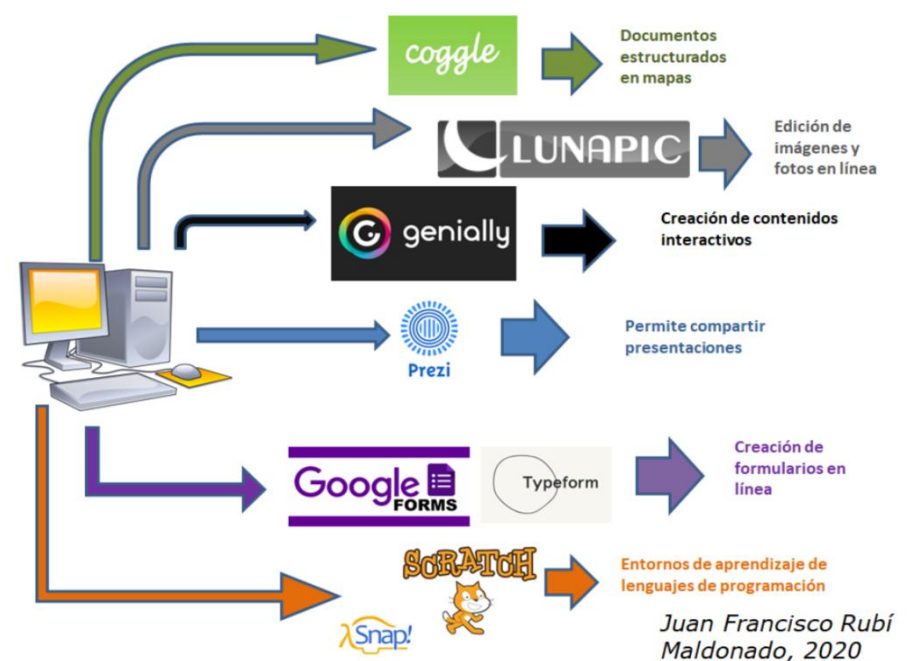 coggle
Documentos
estructurados
en mapas
LUNAPIC
Edición de
imágenes y
fotos en línea
G
genially
Creación de contenidos
interactivos
Prezi
Permite compartir
presentaciones
Google
FORMS
Typeform
Creación de
formularios en
línea
SCRATCH
λSnap!
Entornos de aprendizaje de
lenguajes de programación
Juan Francisco Rubí
Maldonado, 2020